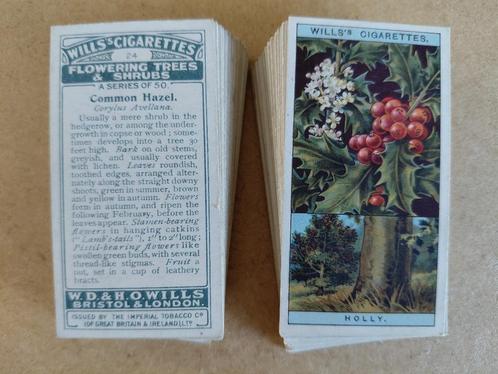 WILLS'S CIGARETTES
24
FLOWERING TREES
& SHRUBS
A SERIES OF 50.
Common Hazel.
Corylus Avellana.
Usually a mere shrub in the
hedgerow, or among the under-
growth in copse or wood; some-
times develops into a tree 30
feet high. Bark on old stems,
greyish, and usually covered
with lichen. Leaves roundish,
toothed edges, arranged alter-
nately along the straight downy
shoots, green in summer, brown
and yellow in autumn. Flowers
form in autumn, and ripen the
following February, before the
leaves appear. Stamen-bearing
flowers in hanging catkins
("Lamb's-tails"), 1" to 2" long;
Pistil-bearing flowers like
swollen green buds, with several
thread-like stigmas. Fruit a
nut, set in a cup of leathery
bracts.
W.D.& H.O.WILLS
BRISTOL & LONDON.
ISSUED BY THE IMPERIAL TOBACCO CO
(OF GREAT BRITAIN & IRELAND), LTD
WILLS'S CIGARETTES.
HOLLY.